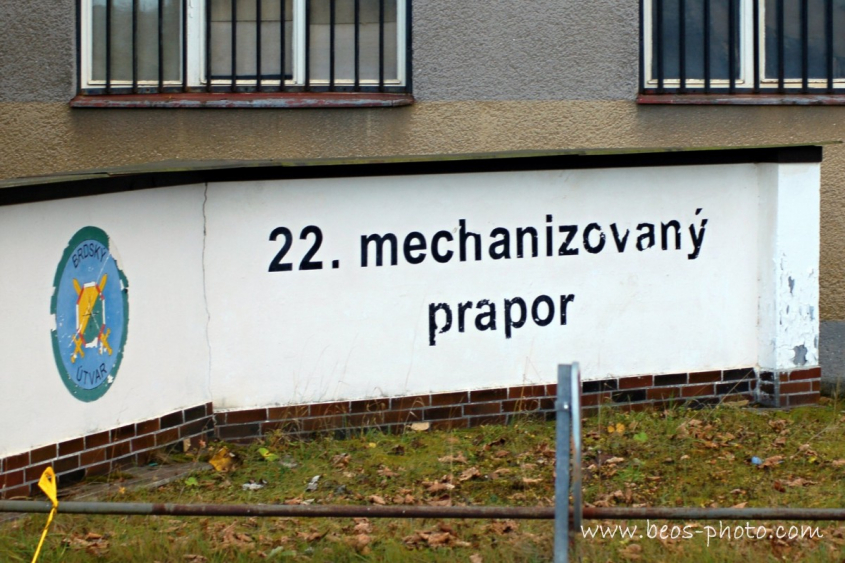 BRDSKÝ
ÚTVAR
22. mechanizovaný
prapor
www.beos-photo.com